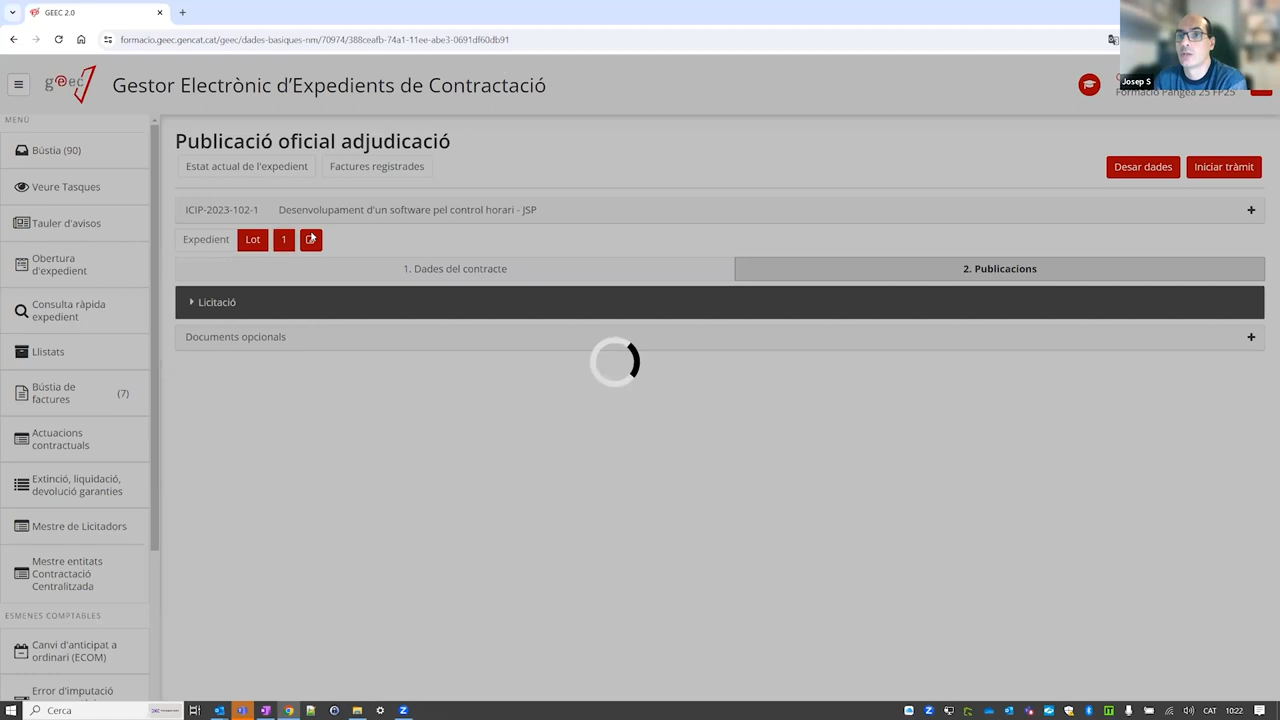 GEEC 2.0
formacio.geec.gencat.cat/geec/dades-basiques-nm/70974/388ceafb-74a1-11ee-abe3-0691df60db91
geec
Gestor Electrònic d'Expedients de Contractació
Josep S
Formació Pangea 25 FP25
MENÚ
Bústia (90)
Veure Tasques
Tauler d'avisos
Obertura
d'expedient
Consulta ràpida
expedient
Llistats
Bústia de
factures
(7)
Actuacions
contractuals
Extinció, liquidació,
devolució garanties
Mestre de Licitadors
Mestre entitats
Contractació
Centralitzada
ESMENES COMPTABLES
Canvi d'anticipat a
ordinari (ECOM)
Error d'imputació
Publicació oficial adjudicació
Estat actual de l'expedient Factures registrades
Desar dades Iniciar tràmit
ICIP-2023-102-1 Desenvolupament d'un software pel control horari - JSP
Expedient Lot 1
1. Dades del contracte 2. Publicacions
Licitació
Documents opcionals
Cerca
CAT 10:22